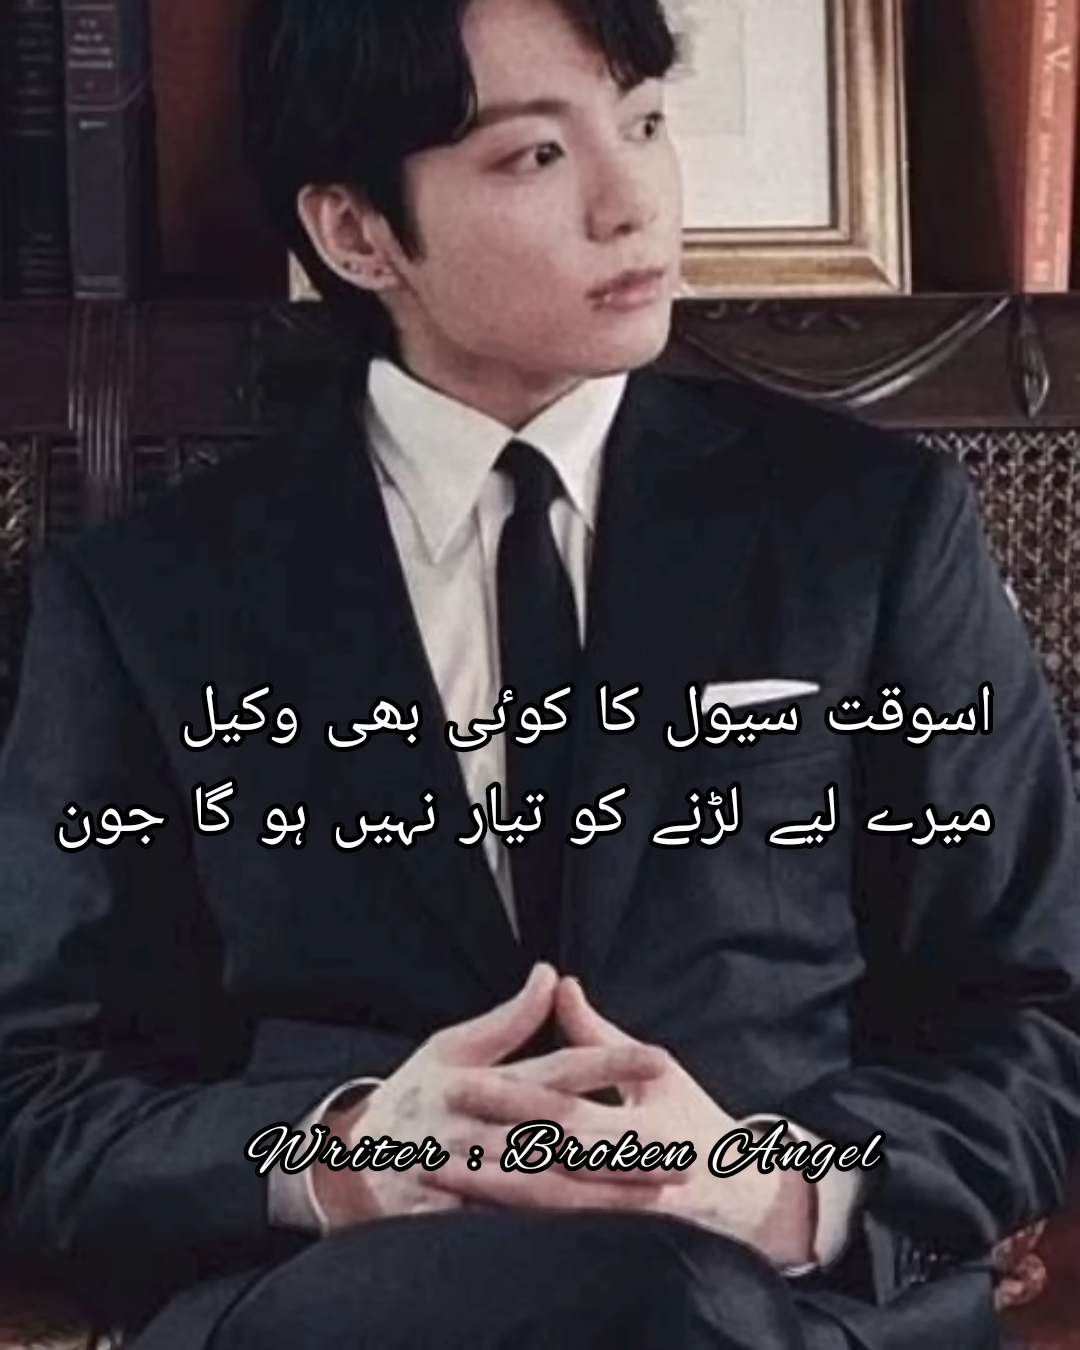 اسوقت سیول کا کوئی بھی وکیل
میرے لیے لڑنے کو تیار نہیں ہو گا جون
Writer : Broken Angel